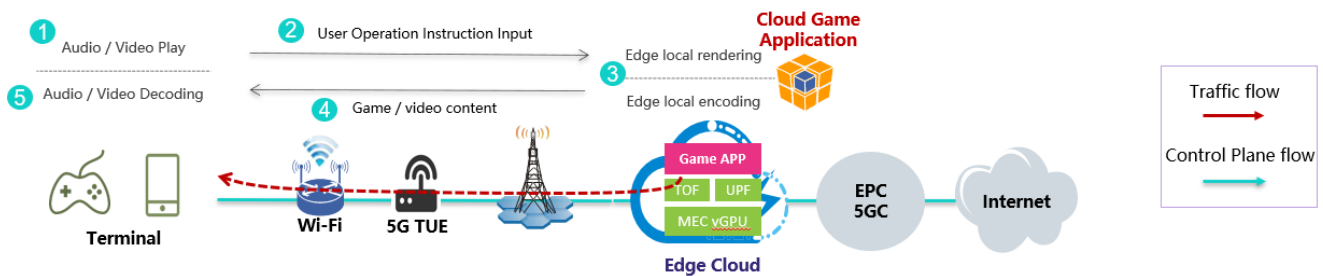 1
Audio / Video Play
5
Audio / Video Decoding
2
User Operation Instruction Input
4
Game / video content
Cloud Game
Application
3
Edge local rendering
Edge local encoding
Traffic flow
Control Plane flow
Game APP
TOF
UPF
MEC vGPU
EPC
5GC
Internet
Terminal
Wi-Fi
5G TUE
Edge Cloud